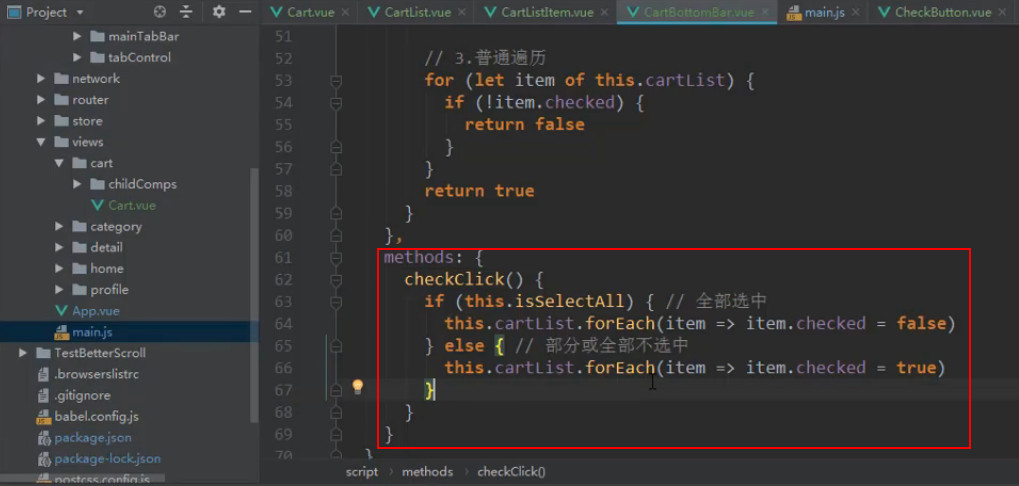 Project
Cart.vue
CartList.vue
CartListItem.vue
CartBottomBar.vue
main.js
CheckButton.vue
mainTabBar
tabControl
network
router
store
views
cart
childComps
Cart.vue
category
detail
home
profile
App.vue
main.js
TestBetterScroll
.browserslistrc
.gitignore
babel.config.js
package.json
package-lock.json
postcss.config.js
51
52 // 3.普通遍历
53 for (let item of this.cartList) {
54 if (!item.checked) {
55 return false
56 }
57 }
58 return true
59 }
60 },
61 methods: {
62 checkClick() {
63 if (this.isSelectAll) { // 全部选中
64 this.cartList.forEach(item => item.checked = false)
65 } else { // 部分或全部不选中
66 this.cartList.forEach(item => item.checked = true)
67 }
68 }
69 }
70 }
script > methods > checkClick()